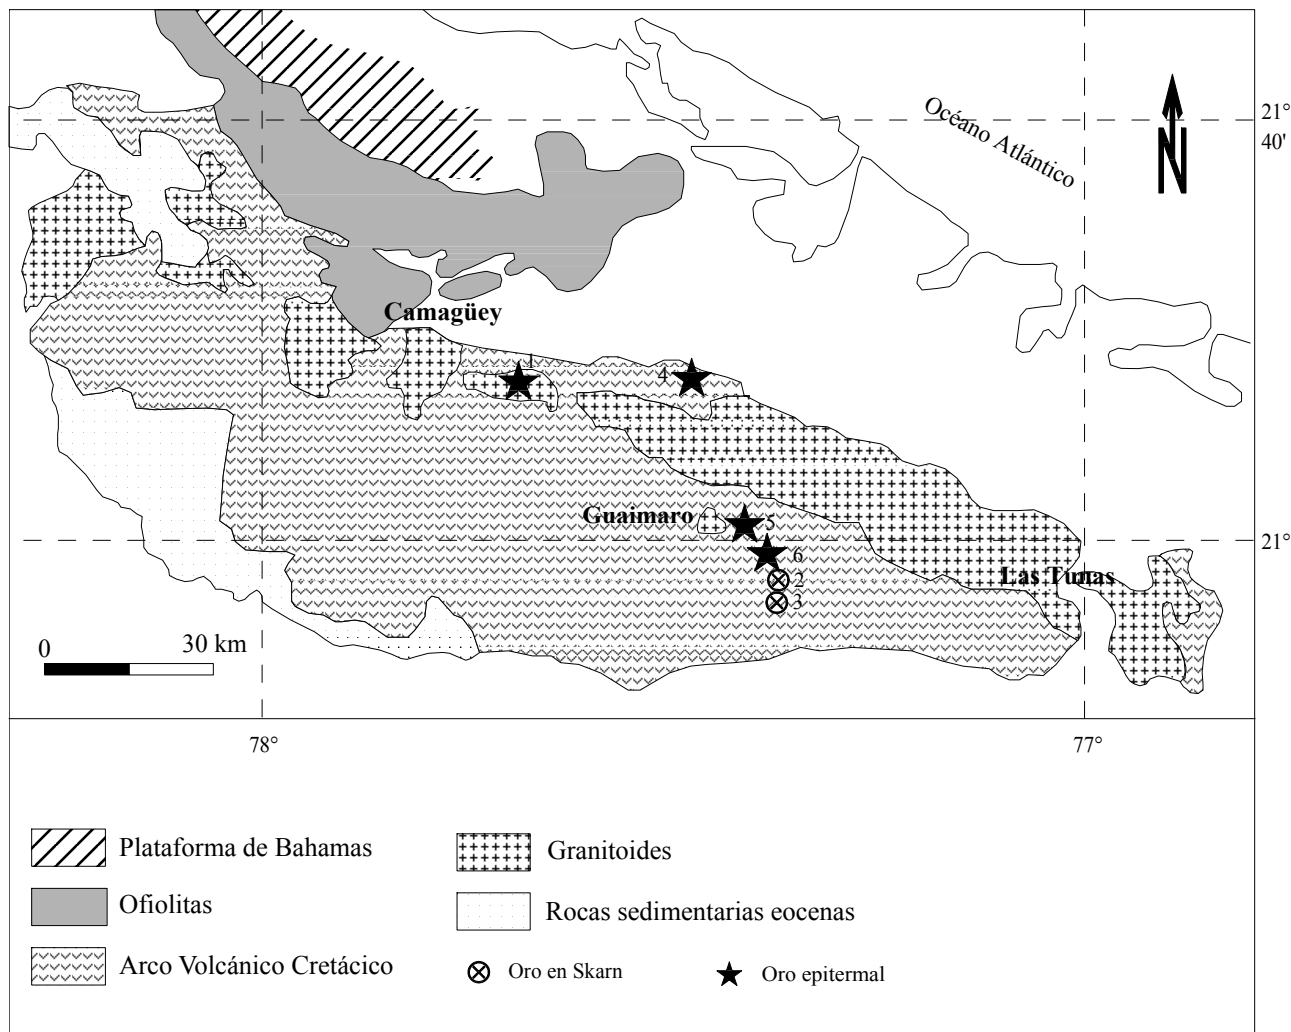 Océano Atlántico
21°
40'
N
Camagüey
1
4
Guaimaro
5
21°
6
Las Tunas
2
3
0 30 km
78° 77°
Plataforma de Bahamas
Granitoides
Ofiolitas
Rocas sedimentarias eocenas
Arco Volcánico Cretácico
Oro en Skarn
Oro epitermal